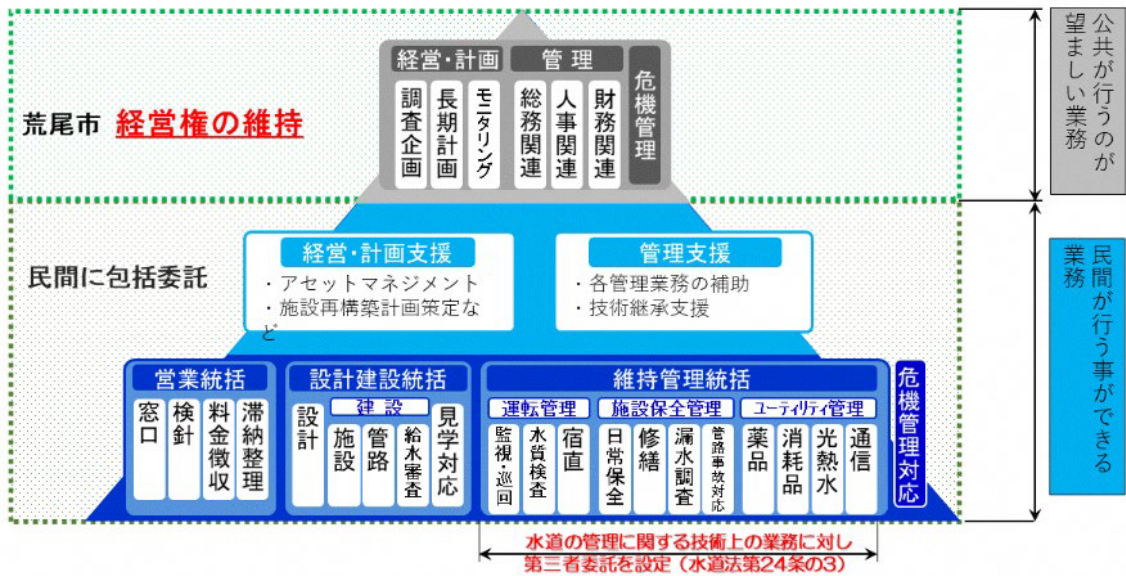 公共が行うのが
望ましい業務
荒尾市 経営権の維持
経営・計画
管理
危機管理
調査企画
長期計画
モニタリング
総務関連
人事関連
財務関連
民間に包括委託
民間が行う事ができる
業務
経営・計画支援
・アセットマネジメント
・施設再構築計画策定な
ど
管理支援
・各管理業務の補助
・技術継承支援
営業統括
窓口
検針
料金徴収
滞納整理
設計建設統括
設計
建設
施設
管路
給水審査
見学対応
維持管理統括
運転管理
監視・巡回
水質検査
宿直
施設保全管理
日常保全
修繕
漏水調査
管路事故対応
ユーティリティ管理
薬品
消耗品
光熱水
通信
危機管理対応
水道の管理に関する技術上の業務に対し
第三者委託を設定（水道法第24条の3）